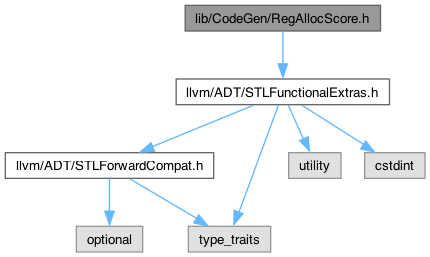 lib/CodeGen/RegAllocScore.h
llvm/ADT/STLFunctionalExtras.h
llvm/ADT/STLForwardCompat.h
utility
cstdint
optional
type_traits